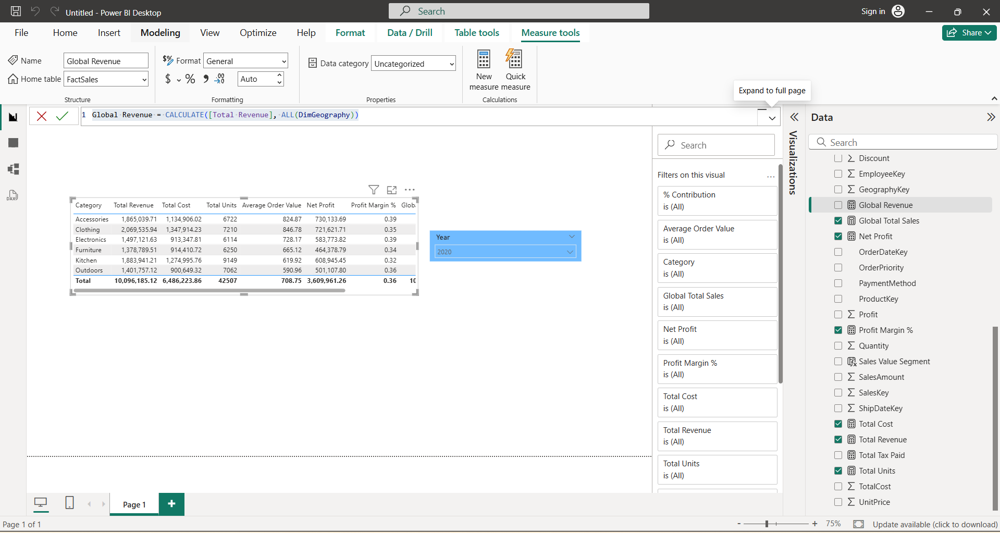 Untitled - Power BI Desktop
Search
Sign in
File Home Insert Modeling View Optimize Help Format Data / Drill Table tools Measure tools
Share
Name Global Revenue
Home table FactSales
Structure
$% Format General
$ % , .00 Auto
Formatting
Data category Uncategorized
Properties
New measure
Quick measure
Calculations
Expand to full page
1 Global Revenue = CALCULATE([Total Revenue], ALL(DimGeography))
Category Total Revenue Total Cost Total Units Average Order Value Net Profit Profit Margin % Globa
Accessories 1,865,039.71 1,134,906.02 6722 824.87 730,133.69 0.39
Clothing 2,069,535.94 1,347,914.23 7210 846.78 721,621.71 0.35
Electronics 1,497,121.63 913,347.81 6114 728.17 583,773.82 0.39
Furniture 1,378,789.51 914,410.72 6250 665.12 464,378.79 0.34
Kitchen 1,883,941.21 1,274,995.76 9149 619.92 608,945.45 0.32
Outdoors 1,401,757.12 900,649.32 7062 590.96 501,107.80 0.36
Total 10,096,185.12 6,486,223.86 42507 708.75 3,609,961.26 0.36 10
Year
2020
Search
Filters on this visual ...
% Contribution
is (All)
Average Order Value
is (All)
Category
is (All)
Global Total Sales
is (All)
Net Profit
is (All)
Profit Margin %
is (All)
Total Cost
is (All)
Total Revenue
is (All)
Total Units
is (All)
Visualizations
Data
Search
Discount
EmployeeKey
GeographyKey
Global Revenue
Global Total Sales
Net Profit
OrderDateKey
OrderPriority
PaymentMethod
ProductKey
Profit
Profit Margin %
Quantity
Sales Value Segment
SalesAmount
SalesKey
ShipDateKey
Total Cost
Total Revenue
Total Tax Paid
Total Units
TotalCost
UnitPrice
DAX
Page 1
+
Page 1 of 1
- + 75%
Update available (click to download)